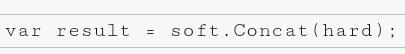 var result = soft.Concat(hard);